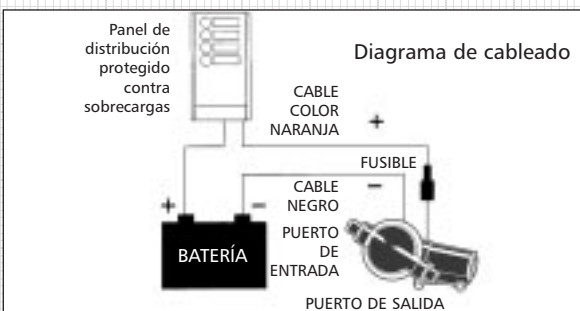 Panel de
distribución
protegido
contra
sobrecargas
Diagrama de cableado
CABLE
COLOR
NARANJA
+
FUSIBLE
+
−
CABLE
NEGRO
−
BATERÍA
PUERTO
DE
ENTRADA
PUERTO DE SALIDA